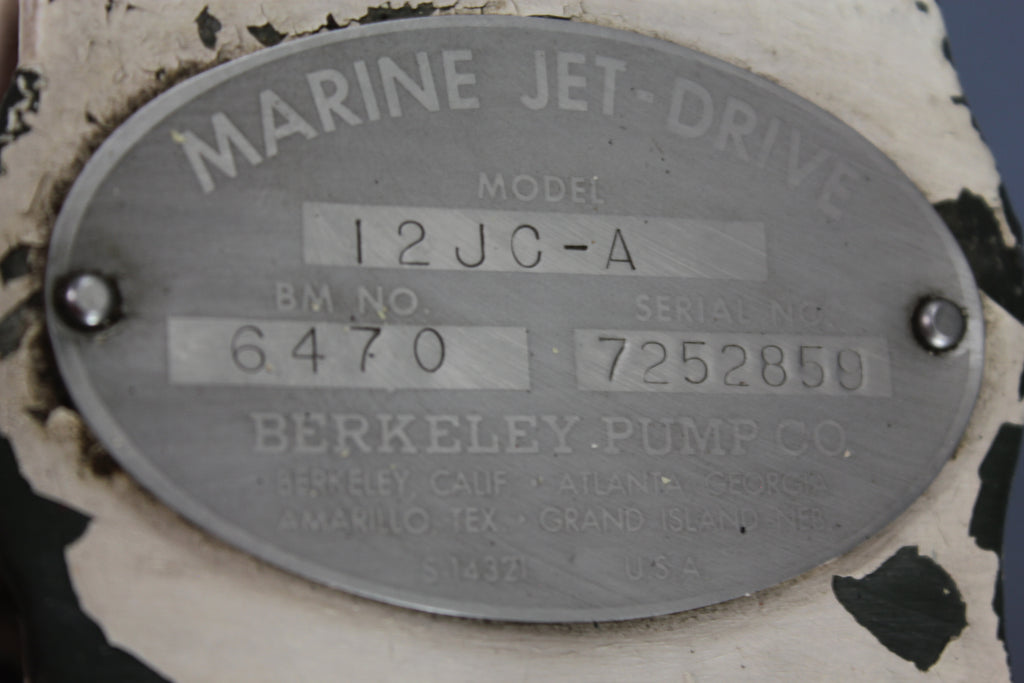 MARINE JET-DRIVE
MODEL
12JC-A
BM NO. SERIAL NO.
6470 7252859
BERKELEY PUMP CO.
· BERKELEY, CALIF · ATLANTA, GEORGIA
AMARILLO, TEX. · GRAND ISLAND, NEB.
S 14321 U.S.A